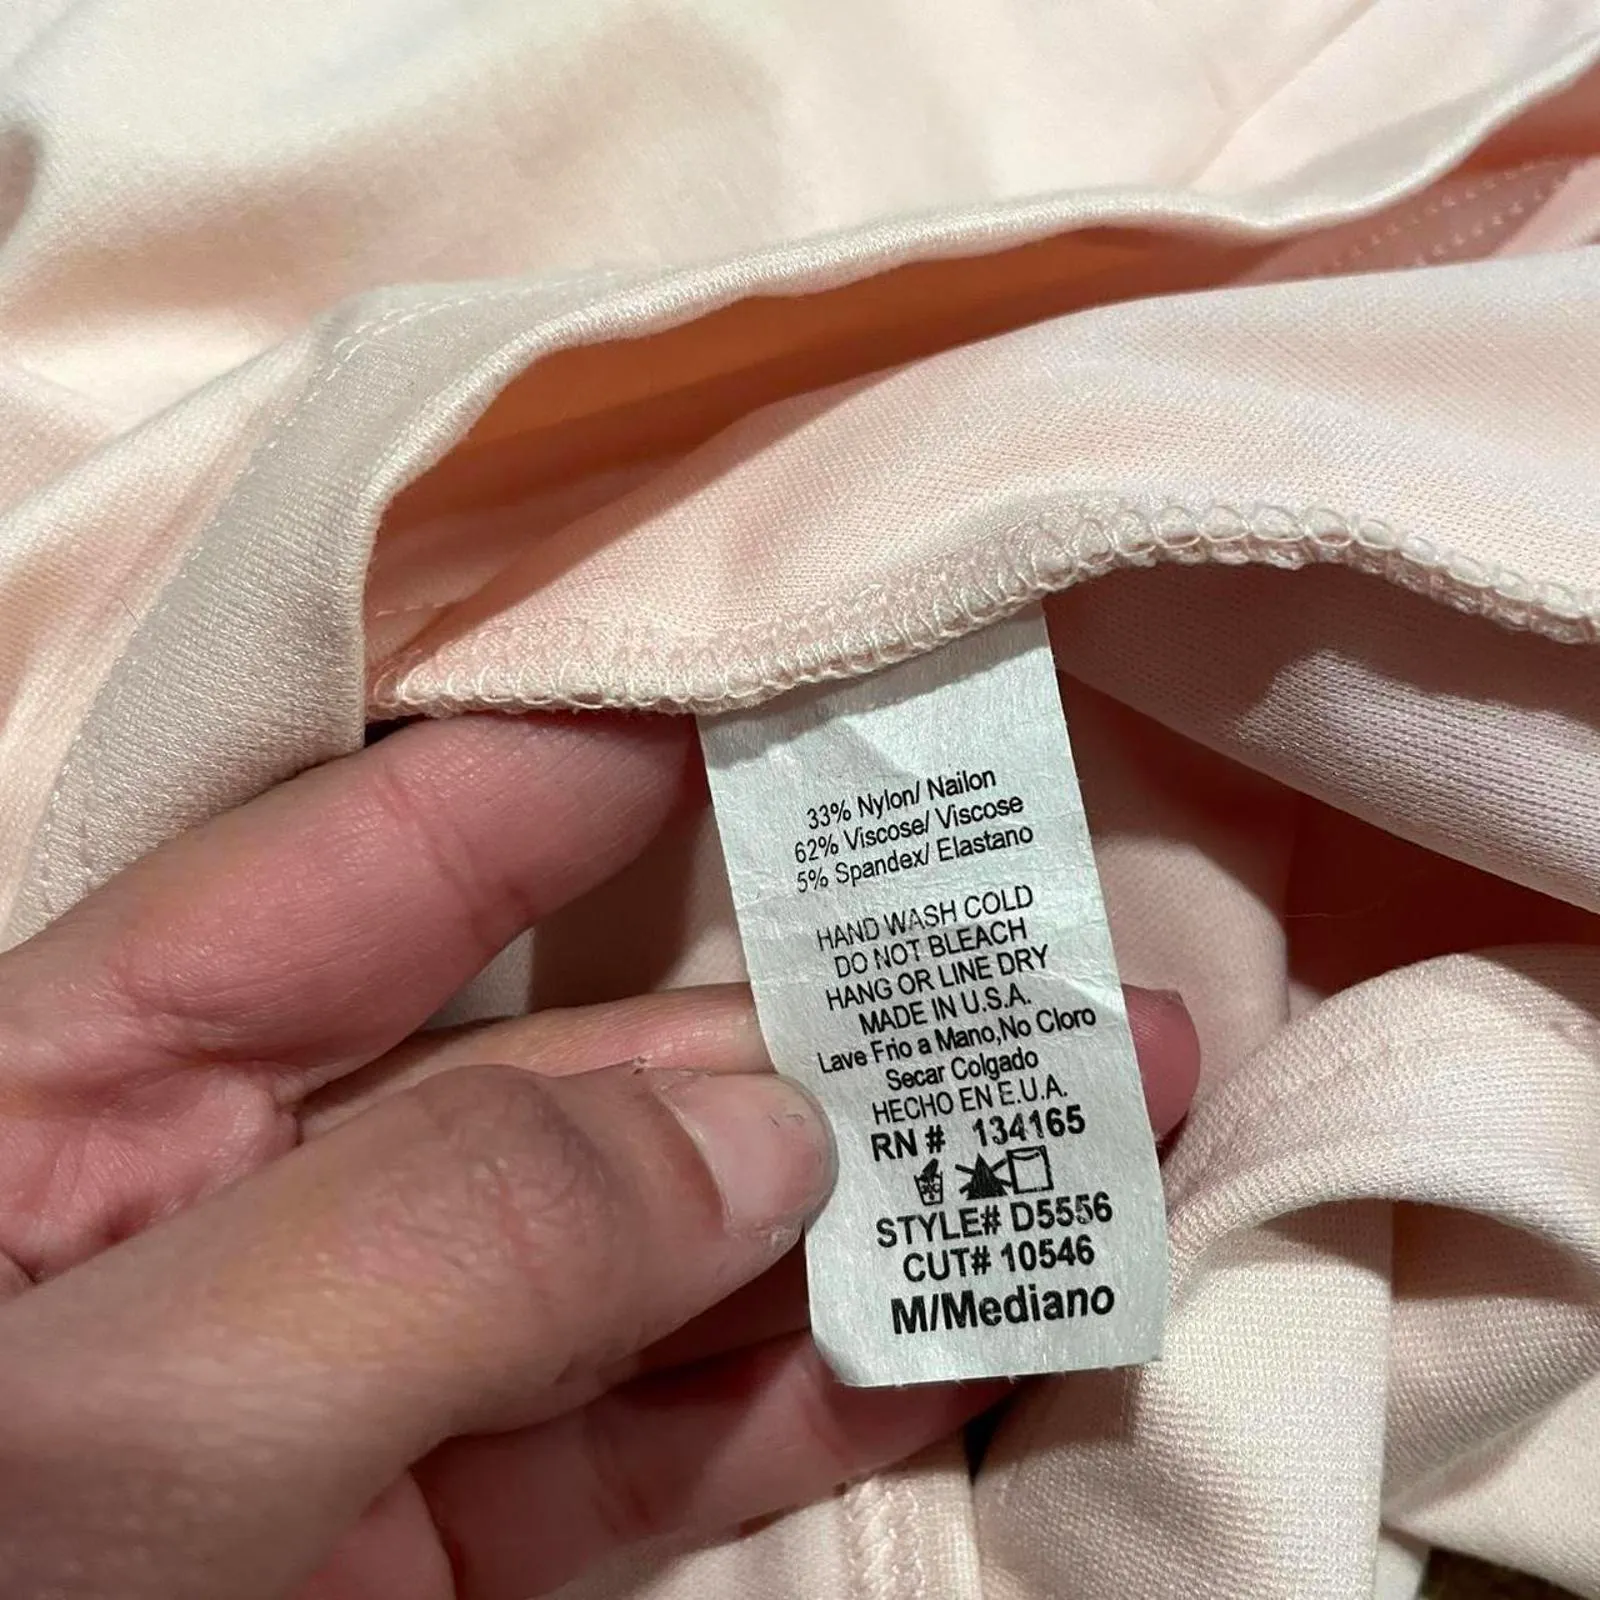 33% Nylon/ Nailon
62% Viscose/ Viscose
5% Spandex/ Elastano
HAND WASH COLD
DO NOT BLEACH
HANG OR LINE DRY
MADE IN U.S.A.
Lave Frio a Mano,No Cloro
Secar Colgado
HECHO EN E.U.A.
RN # 134165
STYLE# D5556
CUT# 10546
M/Mediano